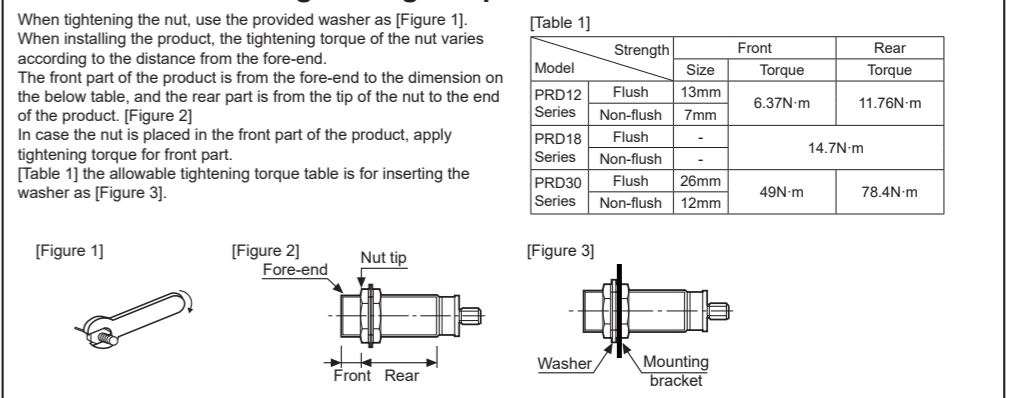 When tightening the nut, use the provided washer as [Figure 1].
When installing the product, the tightening torque of the nut varies
according to the distance from the fore-end.
The front part of the product is from the fore-end to the dimension on
the below table, and the rear part is from the tip of the nut to the end
of the product. [Figure 2]
In case the nut is placed in the front part of the product, apply
tightening torque for front part.
[Table 1] the allowable tightening torque table is for inserting the
washer as [Figure 3].
[Table 1]
Strength Front Rear
Model Size Torque Torque
PRD12 Series Flush 13mm 6.37N·m 11.76N·m
Non-flush 7mm
PRD18 Series Flush - 14.7N·m
Non-flush -
PRD30 Series Flush 26mm 49N·m 78.4N·m
Non-flush 12mm
[Figure 1]
[Figure 2]
Fore-end
Nut tip
Front Rear
[Figure 3]
Washer
Mounting
bracket